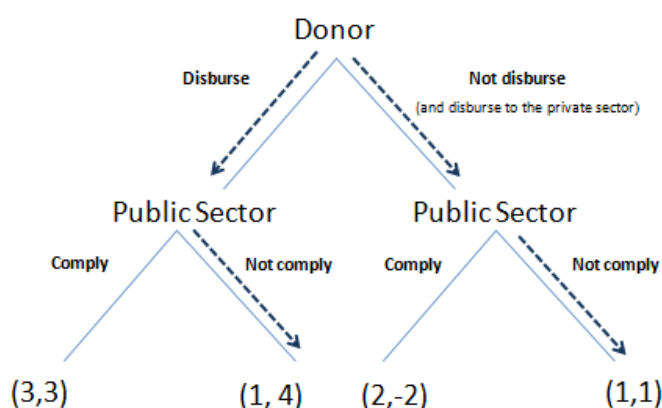 Donor
Disburse
Not disburse
(and disburse to the private sector)
Public Sector
Public Sector
Comply
Not comply
Comply
Not comply
(3,3)
(1, 4)
(2,-2)
(1,1)